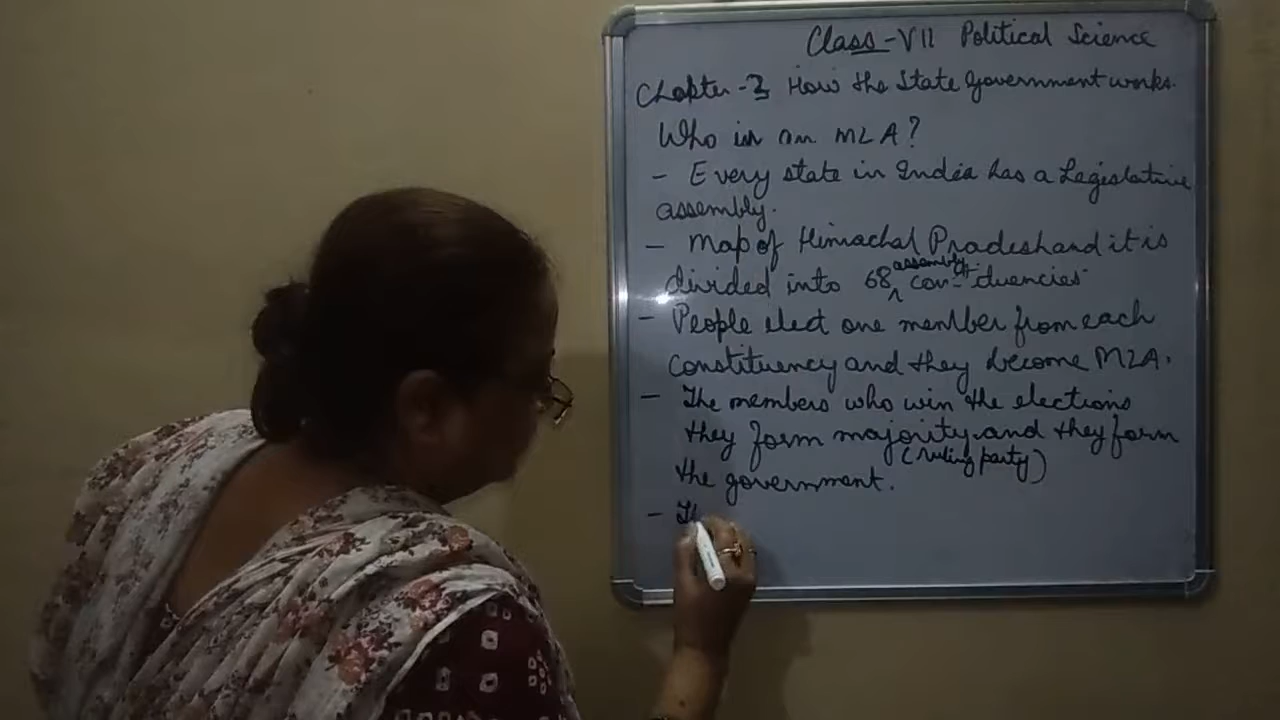 Class-VII Political Science
Chapter-3 How the State Government works.
Who is an MLA?
- Every state in India has a Legislative
assembly.
- Map of Himachal Pradesh and it is
divided into 68 assembly constituencies
- People elect one member from each
constituency and they become MLA.
- The members who win the elections
they form majority and they form
(ruling party)
the government.
-